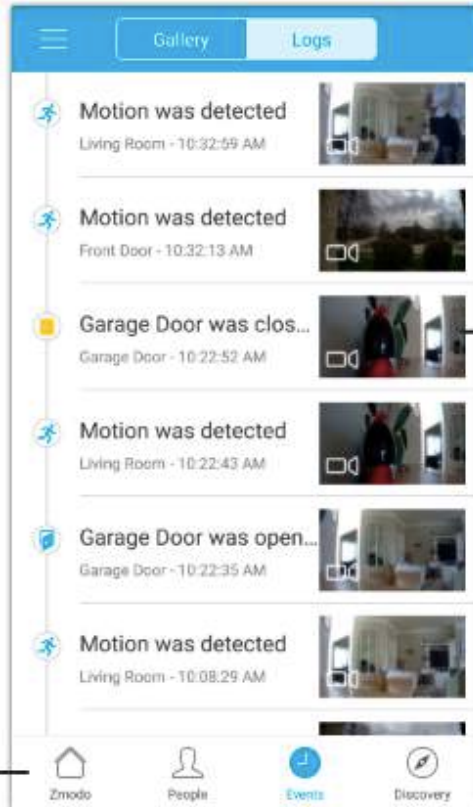 Gallery
Logs
Motion was detected
Living Room - 10:32:59 AM
Motion was detected
Front Door - 10:32:13 AM
Garage Door was clos...
Garage Door - 10:22:52 AM
Motion was detected
Living Room - 10:22:43 AM
Garage Door was open...
Garage Door - 10:22:35 AM
Motion was detected
Living Room - 10:08:29 AM
Zmodo
People
Events
Discovery